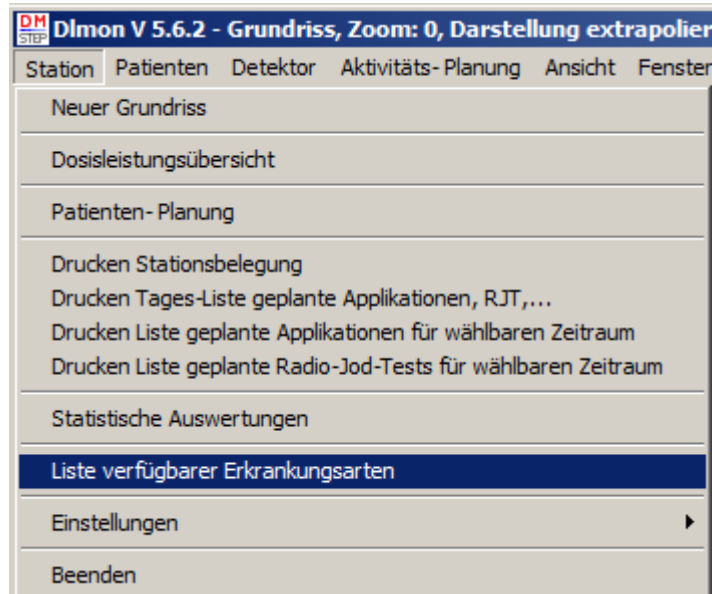 DM
STEP
Dlmon V 5.6.2 - Grundriss, Zoom: 0, Darstellung extrapolier
Station Patienten Detektor Aktivitäts- Planung Ansicht Fenster
Neuer Grundriss
Dosisleistungsübersicht
Patienten- Planung
Drucken Stationsbelegung
Drucken Tages-Liste geplante Applikationen, RJT,...
Drucken Liste geplante Applikationen für wählbaren Zeitraum
Drucken Liste geplante Radio-Jod-Tests für wählbaren Zeitraum
Statistische Auswertungen
Liste verfügbarer Erkrankungsarten
Einstellungen
Beenden